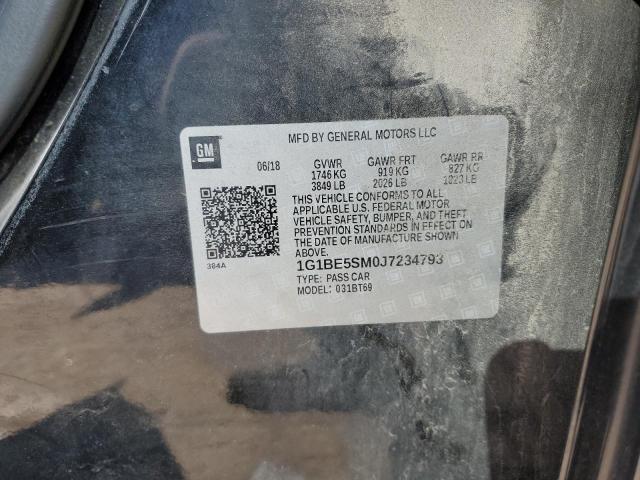 MFD BY GENERAL MOTORS LLC
GM
06/18 GVWR GAWR FRT GAWR RR
1746 KG 919 KG 827 KG
3849 LB 2026 LB 1823 LB
THIS VEHICLE CONFORMS TO ALL
APPLICABLE U.S. FEDERAL MOTOR
VEHICLE SAFETY, BUMPER, AND THEFT
PREVENTION STANDARDS IN EFFECT ON
THE DATE OF MANUFACTURE SHOWN
ABOVE.
384A
1G1BE5SM0J7234793
TYPE: PASS CAR
MODEL: 031BT69